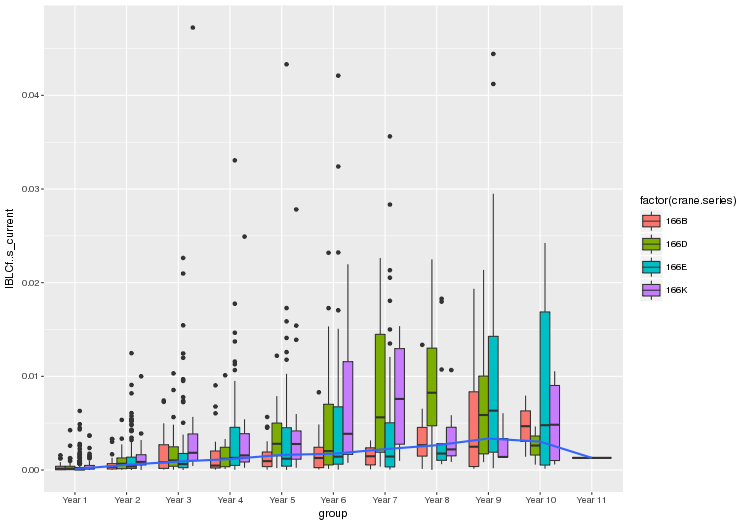 0.04
0.03
0.02
0.01
0.00
lBLCf..s_current
Year 1 Year 2 Year 3 Year 4 Year 5 Year 6 Year 7 Year 8 Year 9 Year 10 Year 11
group
factor(crane.series)
166B
166D
166E
166K